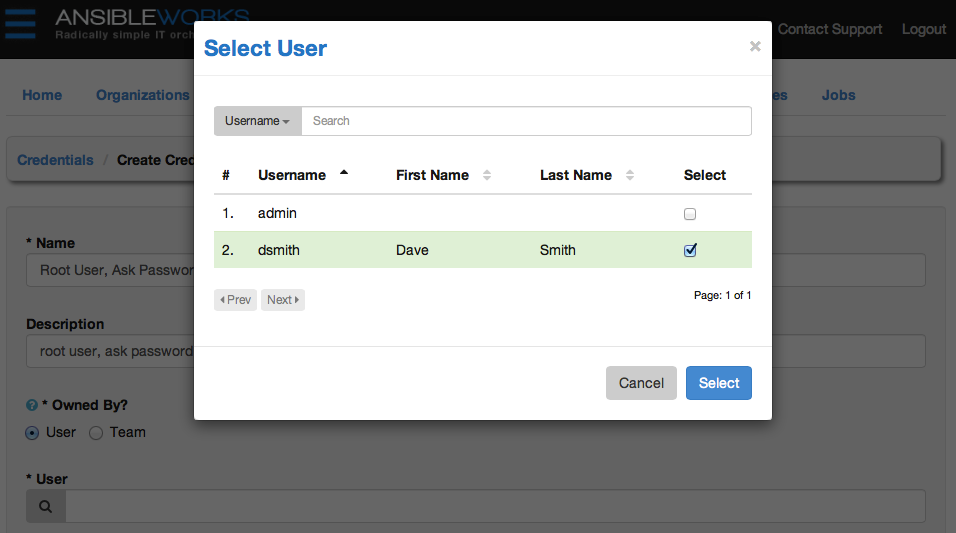 ANSIBLEWORKS
Radically simple IT orch
Contact Support Logout
Select User
×
Home Organizations es Jobs
Username Search
Credentials / Create Cred
# Username First Name Last Name Select
1. admin
2. dsmith Dave Smith
* Name
Root User, Ask Passwor
Prev Next Page: 1 of 1
Description
root user, ask password
Cancel Select
? * Owned By?
User Team
* User